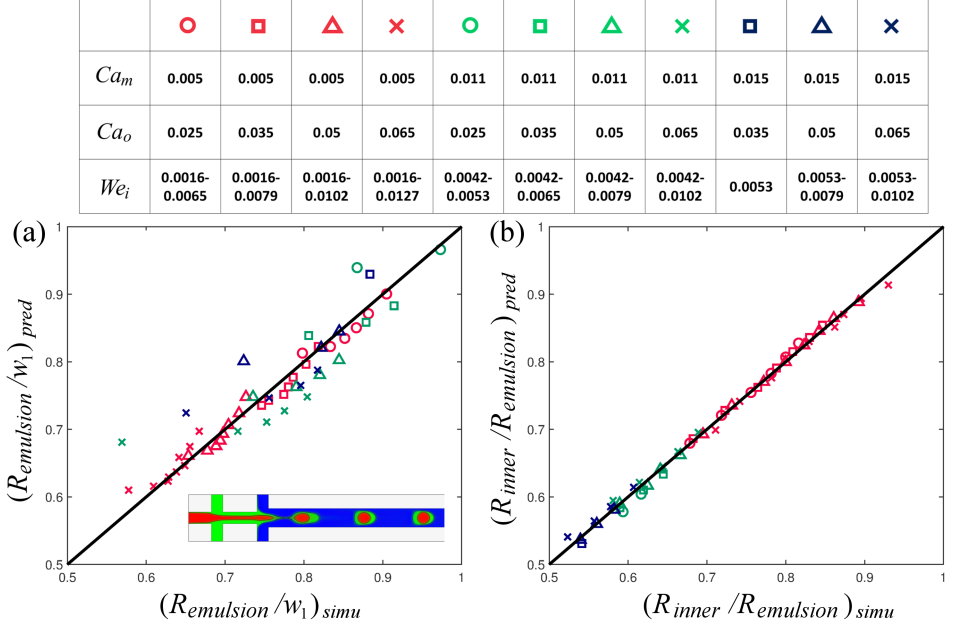 Ca_m 0.005 0.005 0.005 0.005 0.011 0.011 0.011 0.011 0.015 0.015 0.015
Ca_o 0.025 0.035 0.05 0.065 0.025 0.035 0.05 0.065 0.035 0.05 0.065
We_i 0.0016-0.0065 0.0016-0.0079 0.0016-0.0102 0.0016-0.0127 0.0042-0.0053 0.0042-0.0065 0.0042-0.0079 0.0042-0.0102 0.0053 0.0053-0.0079 0.0053-0.0102
(a)
(R_emulsion/w_1)_pred
1
0.9
0.8
0.7
0.6
0.5
0.5 0.6 0.7 0.8 0.9 1
(R_emulsion/w_1)_simu
(b)
(R_inner/R_emulsion)_pred
1
0.9
0.8
0.7
0.6
0.5
0.5 0.6 0.7 0.8 0.9 1
(R_inner/R_emulsion)_simu